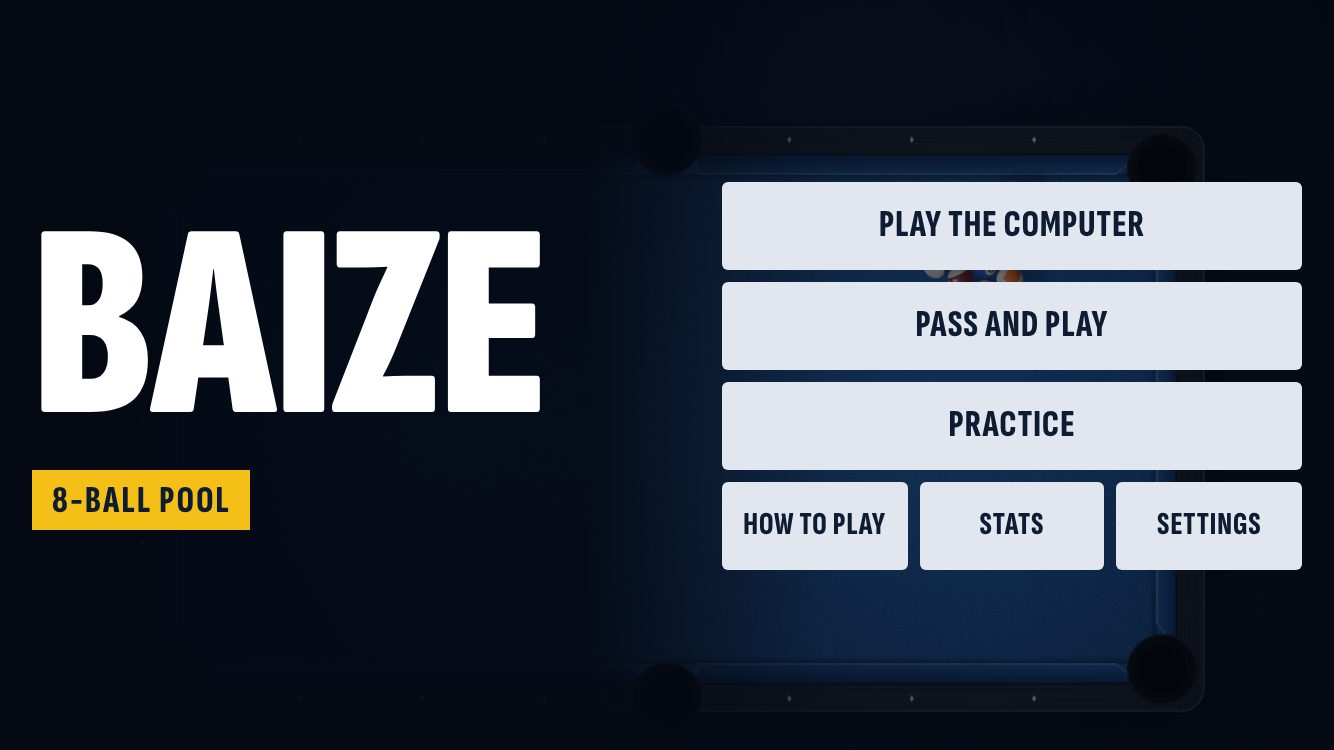 BAIZE
8-BALL POOL
PLAY THE COMPUTER
PASS AND PLAY
PRACTICE
HOW TO PLAY
STATS
SETTINGS